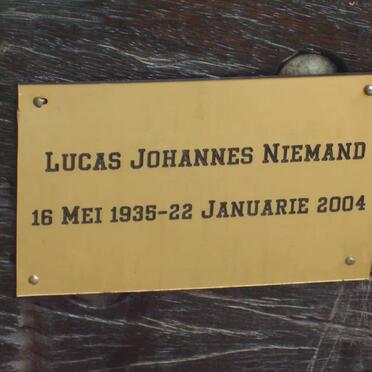 Lucas Johannes Niemand
16 Mei 1935-22 Januarie 2004